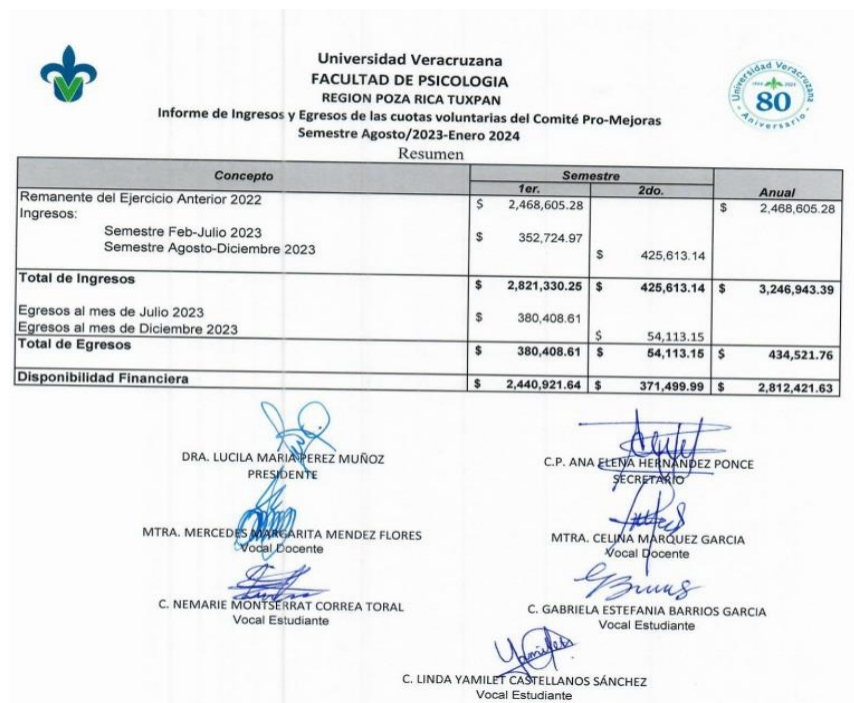 Universidad Veracruzana
FACULTAD DE PSICOLOGIA
REGION POZA RICA TUXPAN
Informe de Ingresos y Egresos de las cuotas voluntarias del Comité Pro-Mejoras
Semestre Agosto/2023-Enero 2024
Resumen
Universidad Veracruzana
80
Aniversario
Concepto Semestre Anual
1er. 2do.
Remanente del Ejercicio Anterior 2022 $ 2,468,605.28 $ 2,468,605.28
Ingresos:
Semestre Feb-Julio 2023 $ 352,724.97
Semestre Agosto-Diciembre 2023 $ 425,613.14
Total de Ingresos $ 2,821,330.25 $ 425,613.14 $ 3,246,943.39
Egresos al mes de Julio 2023 $ 380,408.61
Egresos al mes de Diciembre 2023 $ 54,113.15
Total de Egresos $ 380,408.61 $ 54,113.15 $ 434,521.76
Disponibilidad Financiera $ 2,440,921.64 $ 371,499.99 $ 2,812,421.63
DRA. LUCILA MARIA PEREZ MUÑOZ
PRESIDENTE
C.P. ANA ELENA HERNANDEZ PONCE
SECRETARIO
MTRA. MERCEDES MARGARITA MENDEZ FLORES
Vocal Docente
MTRA. CELINA MARQUEZ GARCIA
Vocal Docente
C. NEMARIE MONTSERRAT CORREA TORAL
Vocal Estudiante
C. GABRIELA ESTEFANIA BARRIOS GARCIA
Vocal Estudiante
Yamilet
C. LINDA YAMILET CASTELLANOS SÁNCHEZ
Vocal Estudiante